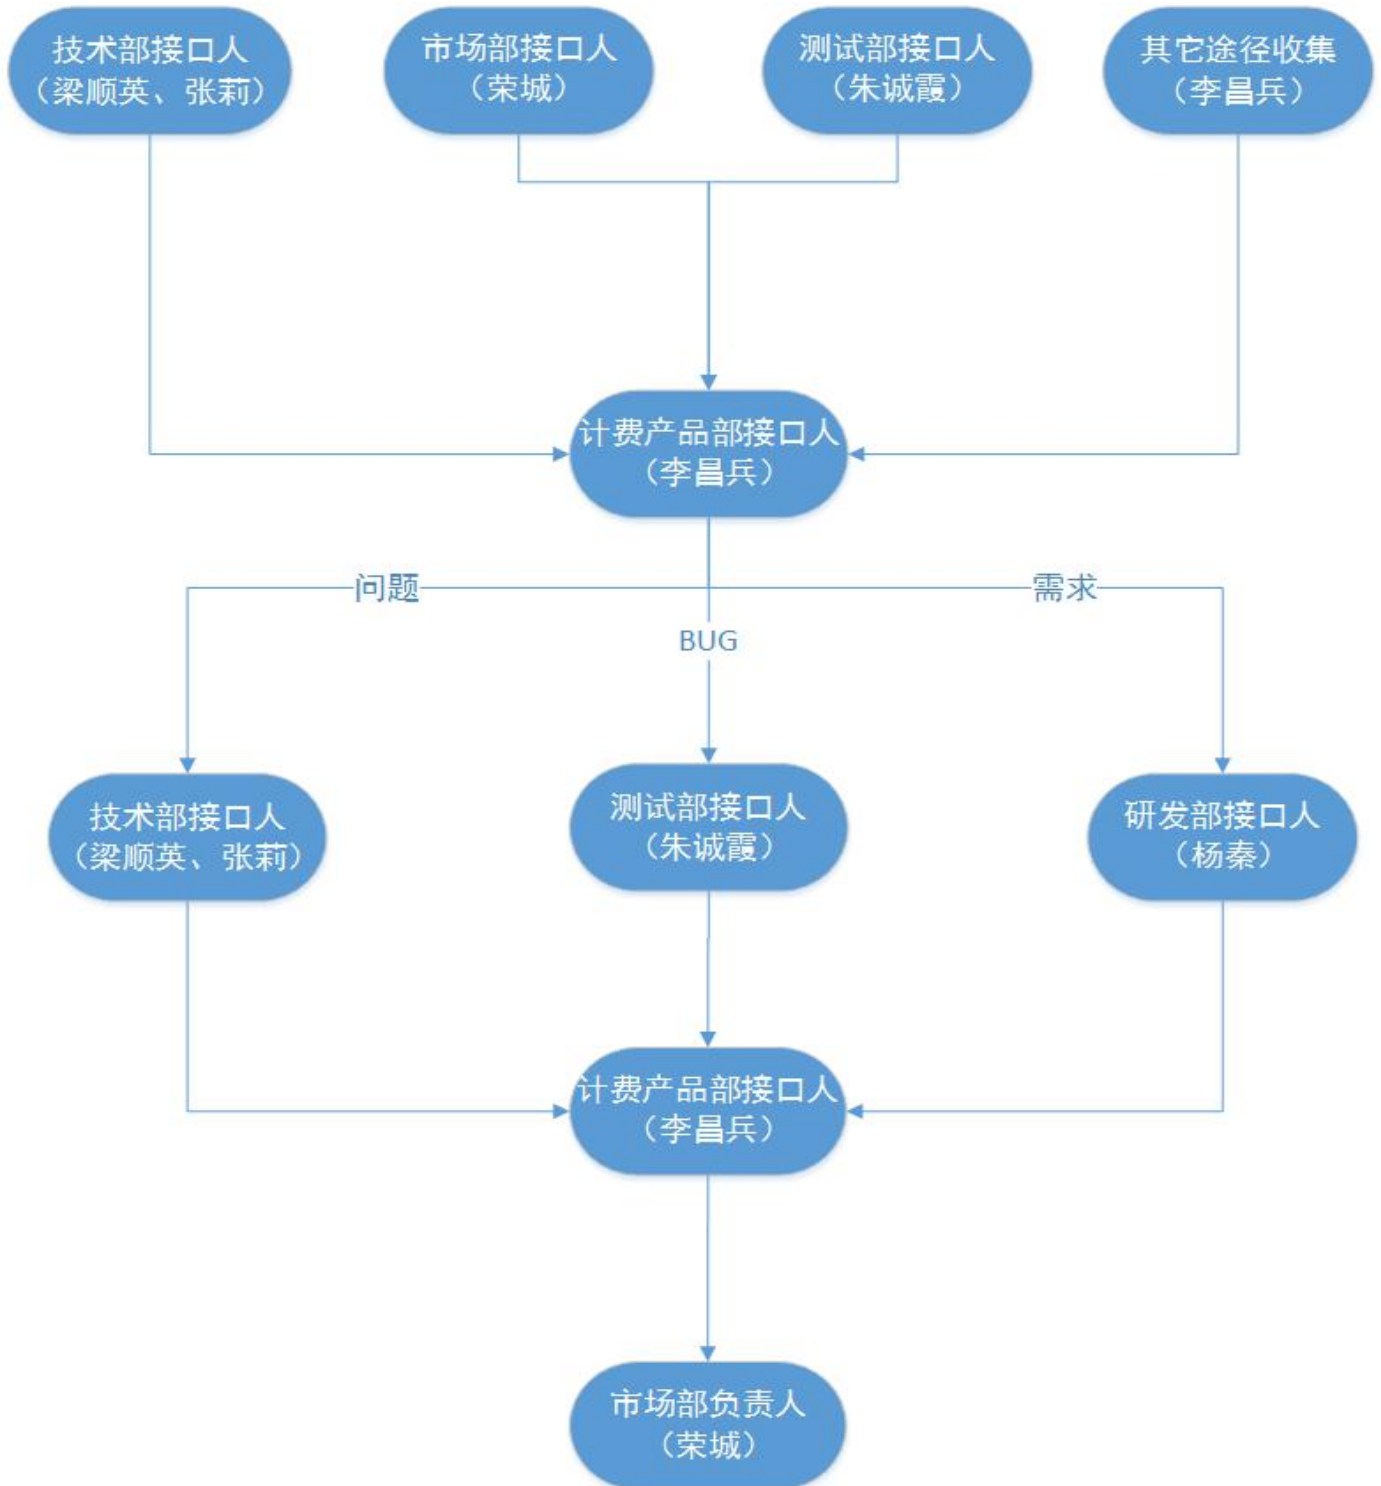 技术部接口人
（梁顺英、张莉）
市场部接口人
（荣城）
测试部接口人
（朱诚霞）
其它途径收集
（李昌兵）
计费产品部接口人
（李昌兵）
问题
需求
BUG
技术部接口人
（梁顺英、张莉）
测试部接口人
（朱诚霞）
研发部接口人
（杨秦）
计费产品部接口人
（李昌兵）
市场部负责人
（荣城）